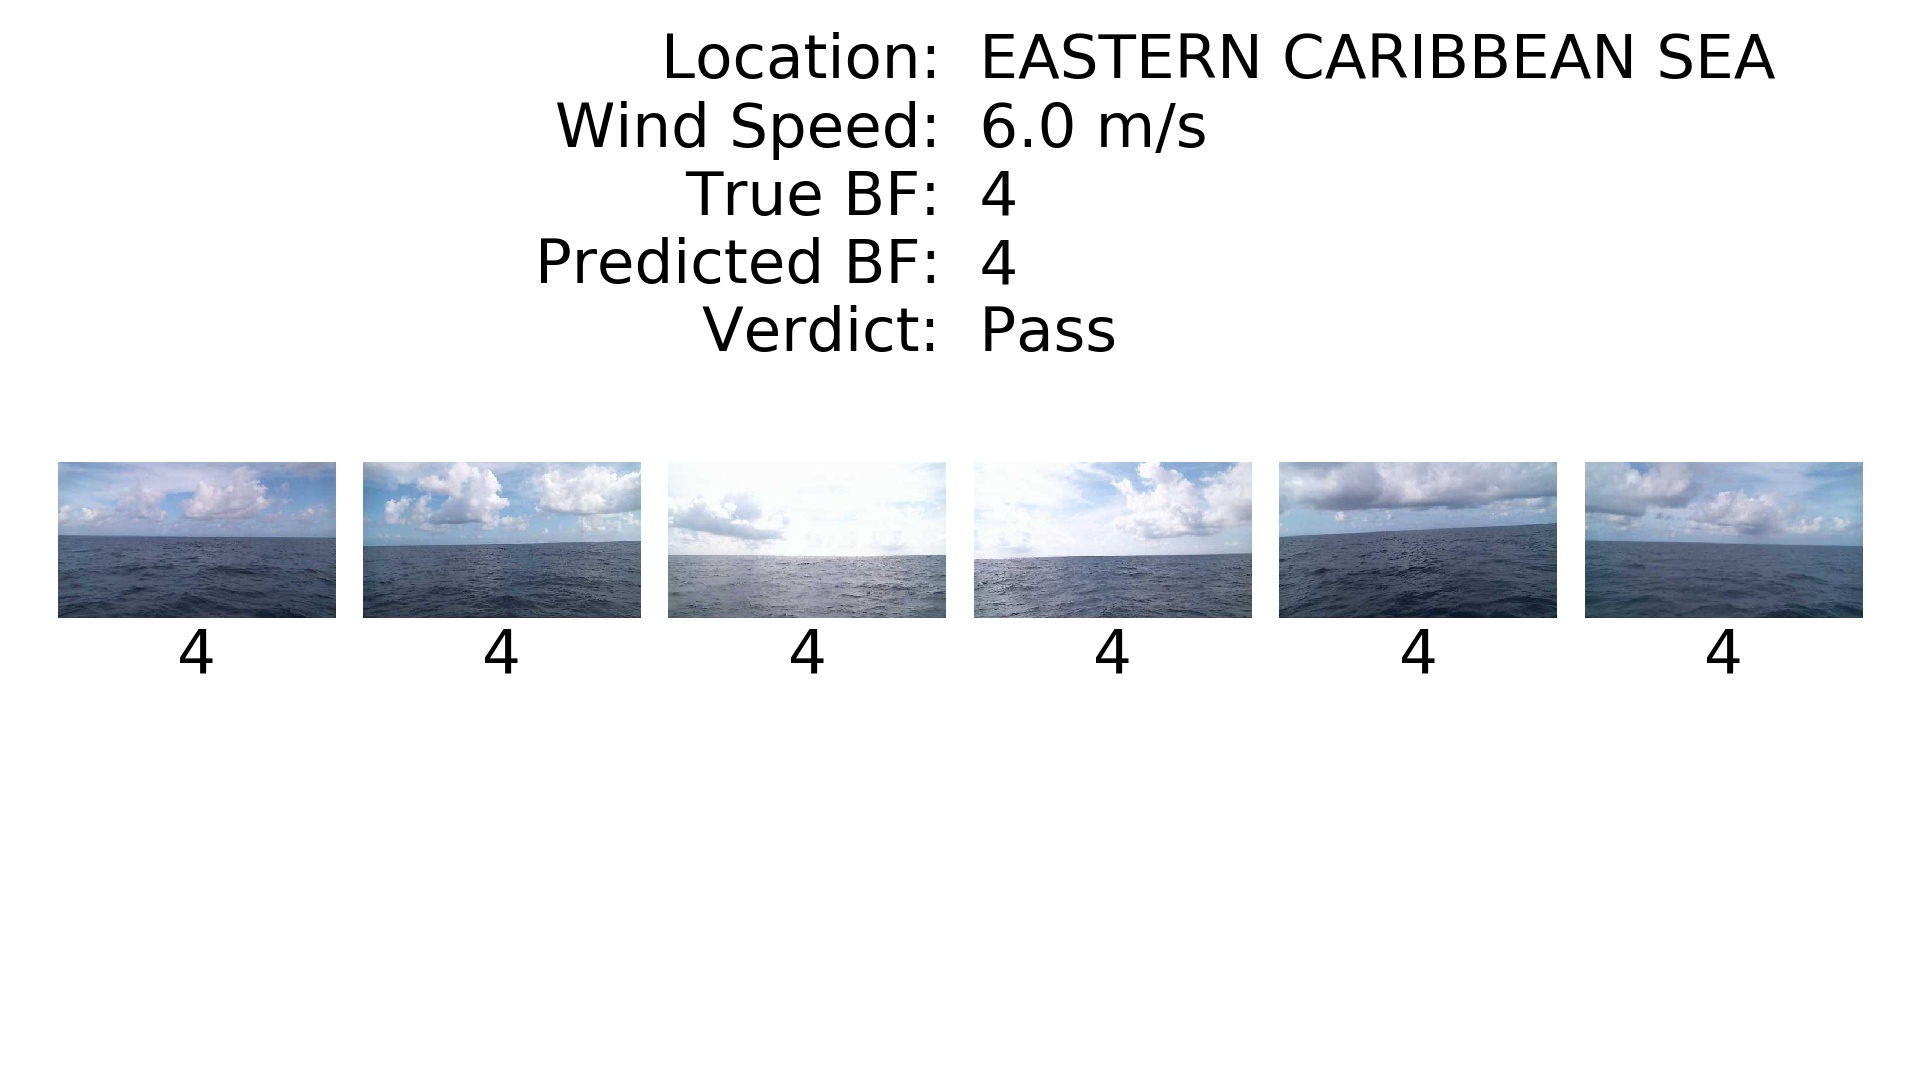 Location: EASTERN CARIBBEAN SEA
Wind Speed: 6.0 m/s
True BF: 4
Predicted BF: 4
Verdict: Pass
4 4 4 4 4 4